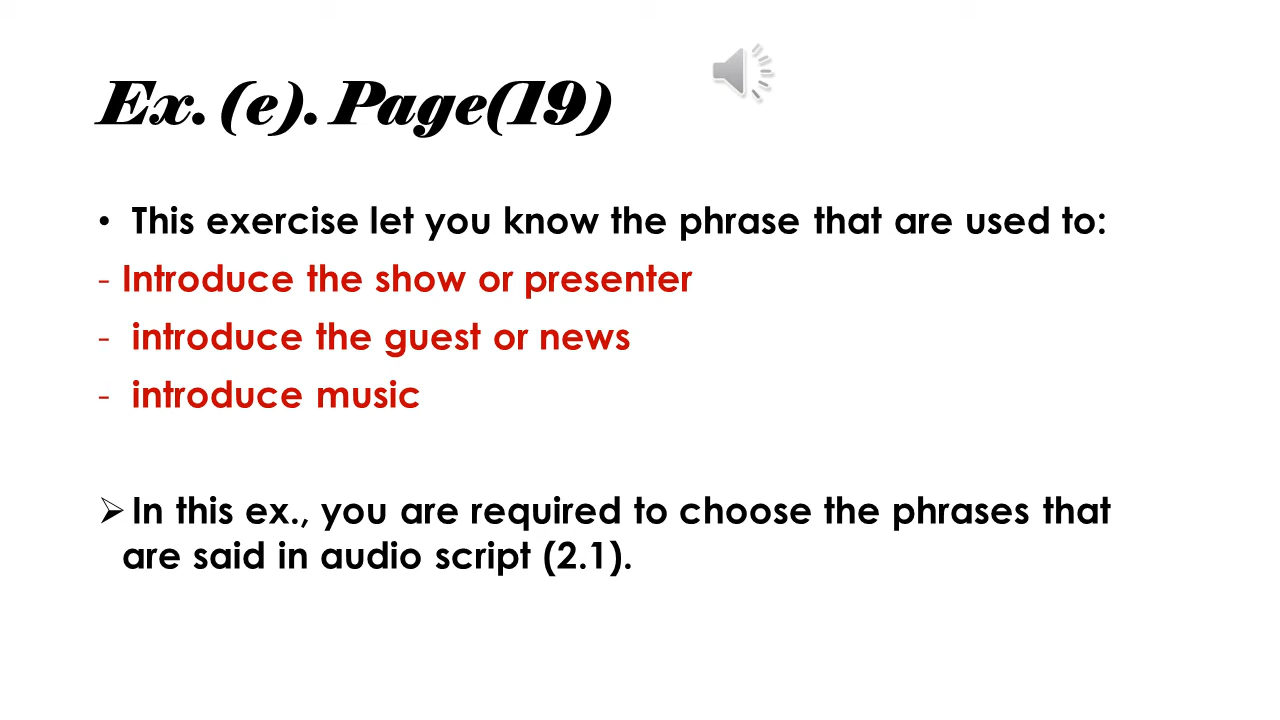 Ex. (e). Page(19)
• This exercise let you know the phrase that are used to:
- Introduce the show or presenter
- introduce the guest or news
- introduce music
➢ In this ex., you are required to choose the phrases that
are said in audio script (2.1).